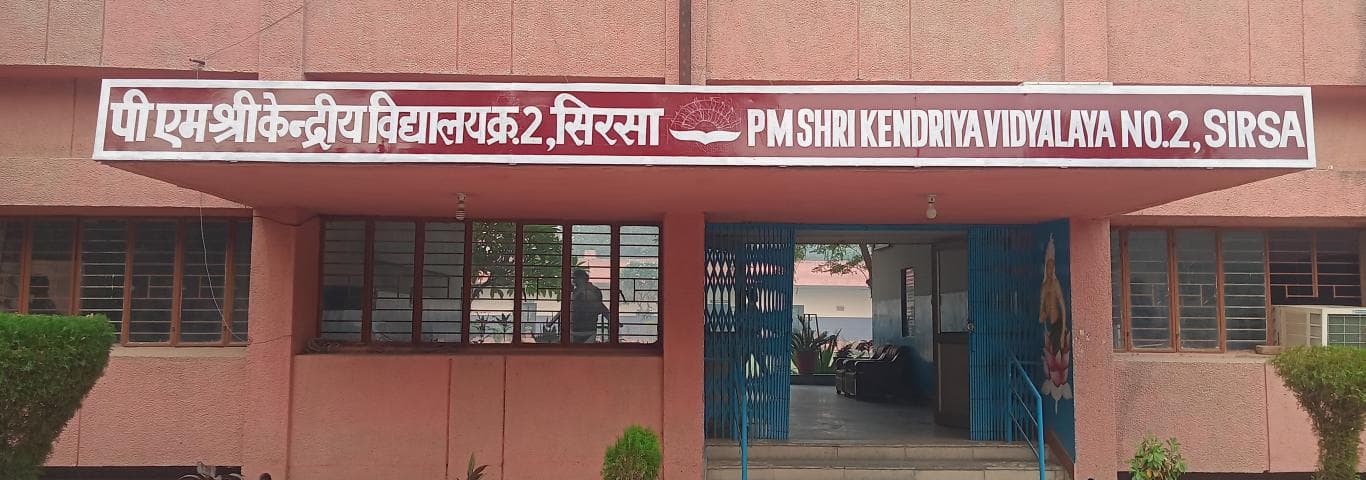 पी एम श्री केन्द्रीय विद्यालय क्र.2, सिरसा PM SHRI KENDRIYA VIDYALAYA NO.2, SIRSA